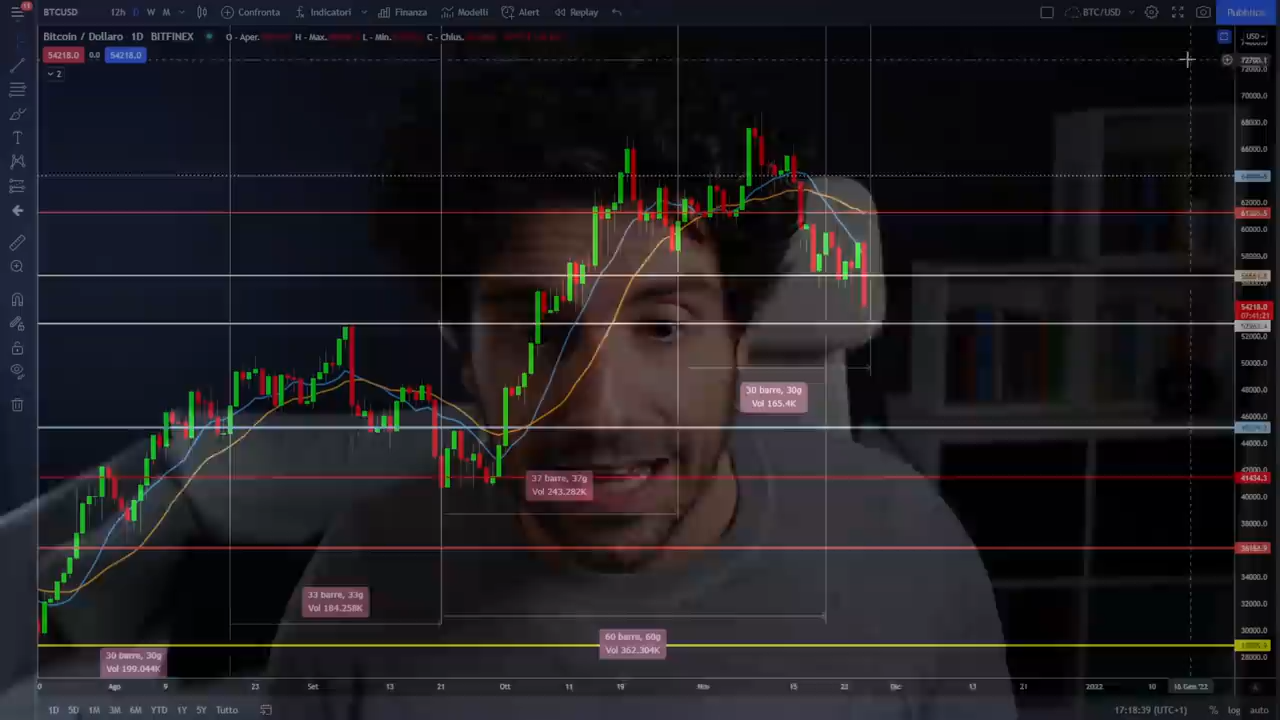 BTCUSD 12h D W M Confronta Indicatori Finanza Modelli Alert Replay BTC/USD Pubblica
Bitcoin / Dollaro 1D BITFINEX O - Aper. H - Max. L - Min. C - Chius. USD
54218.0 0.0 54218.0
2
72000.0
70000.0
68000.0
66000.0
62000.0
60000.0
58000.0
54218.0
07:41:21
52000.0
50000.0
48000.0
46000.0
44000.0
42000.0
41434.3
40000.0
38000.0
34000.0
32000.0
30000.0
28000.0
30 barre, 30g
Vol 165.4K
37 barre, 37g
Vol 243.282K
33 barre, 33g
Vol 184.258K
60 barre, 60g
Vol 362.304K
30 barre, 30g
Vol 199.044K
Ago 9 23 Set 13 21 Ott 11 19 Nov 15 22 Dic 13 21 2022 10
1D 5D 1M 3M 6M YTD 1Y 5Y Tutto 17:18:39 (UTC+1) % log auto